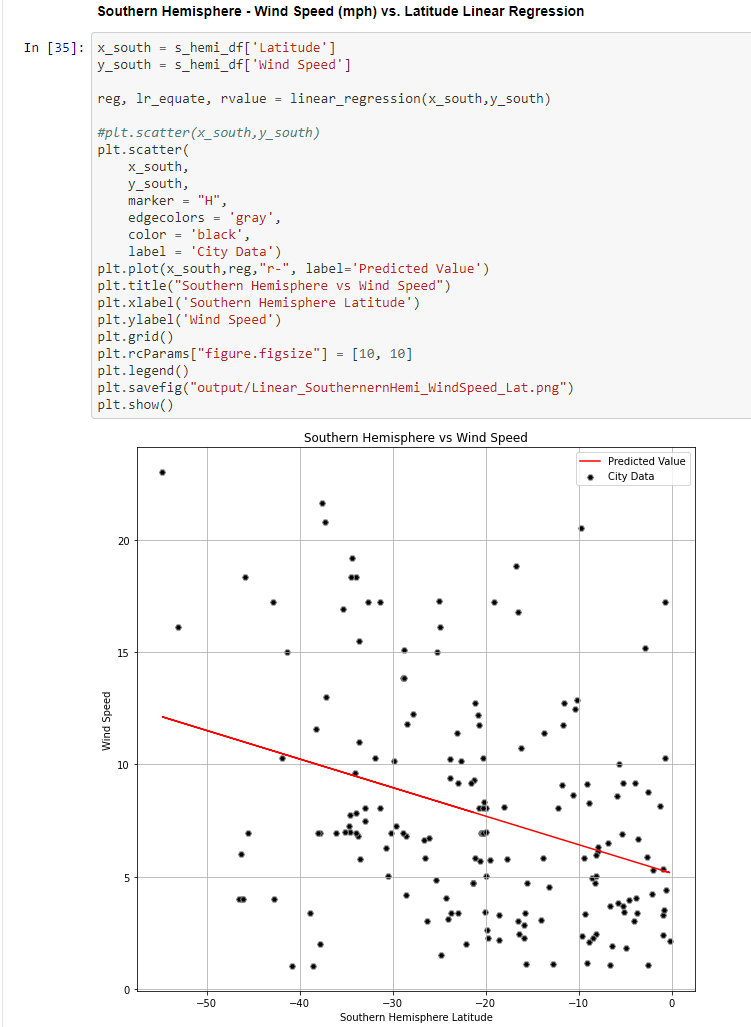 Southern Hemisphere - Wind Speed (mph) vs. Latitude Linear Regression
In [35]: x_south = s_hemi_df['Latitude']
y_south = s_hemi_df['Wind Speed']
reg, lr_equate, rvalue = linear_regression(x_south,y_south)
#plt.scatter(x_south,y_south)
plt.scatter(
x_south,
y_south,
marker = "H",
edgecolors = 'gray',
color = 'black',
label = 'City Data')
plt.plot(x_south,reg,"r-", label='Predicted Value')
plt.title("Southern Hemisphere vs Wind Speed")
plt.xlabel('Southern Hemisphere Latitude')
plt.ylabel('Wind Speed')
plt.grid()
plt.rcParams["figure.figsize"] = [10, 10]
plt.legend()
plt.savefig("output/Linear_SouthernernHemi_WindSpeed_Lat.png")
plt.show()
Southern Hemisphere vs Wind Speed
Predicted Value
City Data
20
15
10
5
0
Wind Speed
−50 −40 −30 −20 −10 0
Southern Hemisphere Latitude